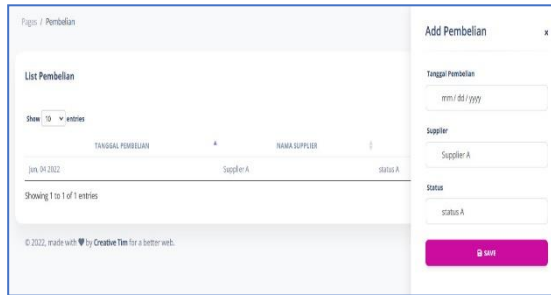 Pages / Pembelian
List Pembelian
Show 10 entries
TANGGAL PEMBELIAN NAMA SUPPLIER
Jun, 04 2022 Supplier A status A
Showing 1 to 1 of 1 entries
© 2022, made with ♥ by Creative Tim for a better web.
Add Pembelian x
Tanggal Pembelian
mm / dd / yyyy
Supplier
Supplier A
Status
status A
SAVE